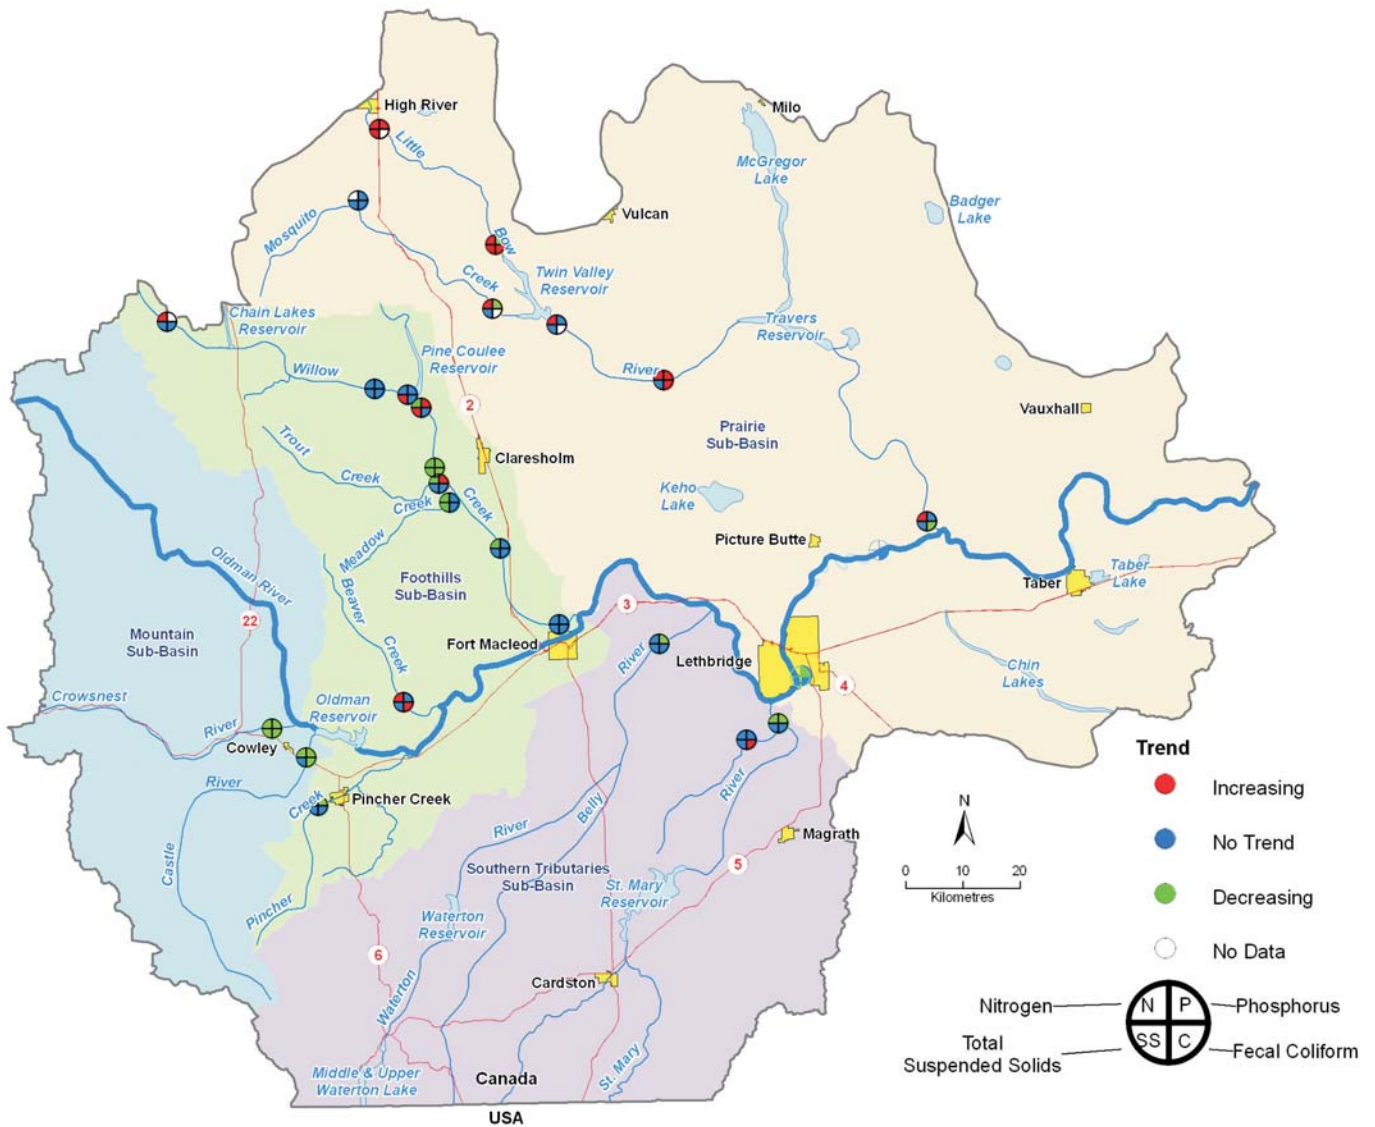 High River
Little
Milo
McGregor
Lake
Mosquito
Vulcan
Badger
Lake
Bow
Creek
Twin Valley
Reservoir
Chain Lakes
Reservoir
Travers
Reservoir
Pine Coulee
Reservoir
Willow
River
2
Vauxhall
Prairie
Sub-Basin
Trout
Creek
Claresholm
Creek
Creek
Keho
Lake
Picture Butte
Meadow
Oldman River
Beaver
Foothills
Sub-Basin
Taber
Taber
Lake
22
3
Mountain
Sub-Basin
Fort Macleod
Creek
River
Lethbridge
Chin
Lakes
4
Crowsnest
River
Oldman
Reservoir
Cowley
Trend
River
Creek
Pincher Creek
River
Increasing
N
Belly
River
Magrath
No Trend
Castle
Southern Tributaries
Sub-Basin
5
0 10 20
Kilometres
St. Mary
Reservoir
Decreasing
Pincher
Waterton
Reservoir
6
No Data
Cardston
Waterton
Nitrogen
N P
Phosphorus
Total
Suspended Solids
SS C
Fecal Coliform
St. Mary
Middle & Upper
Waterton Lake
Canada
USA